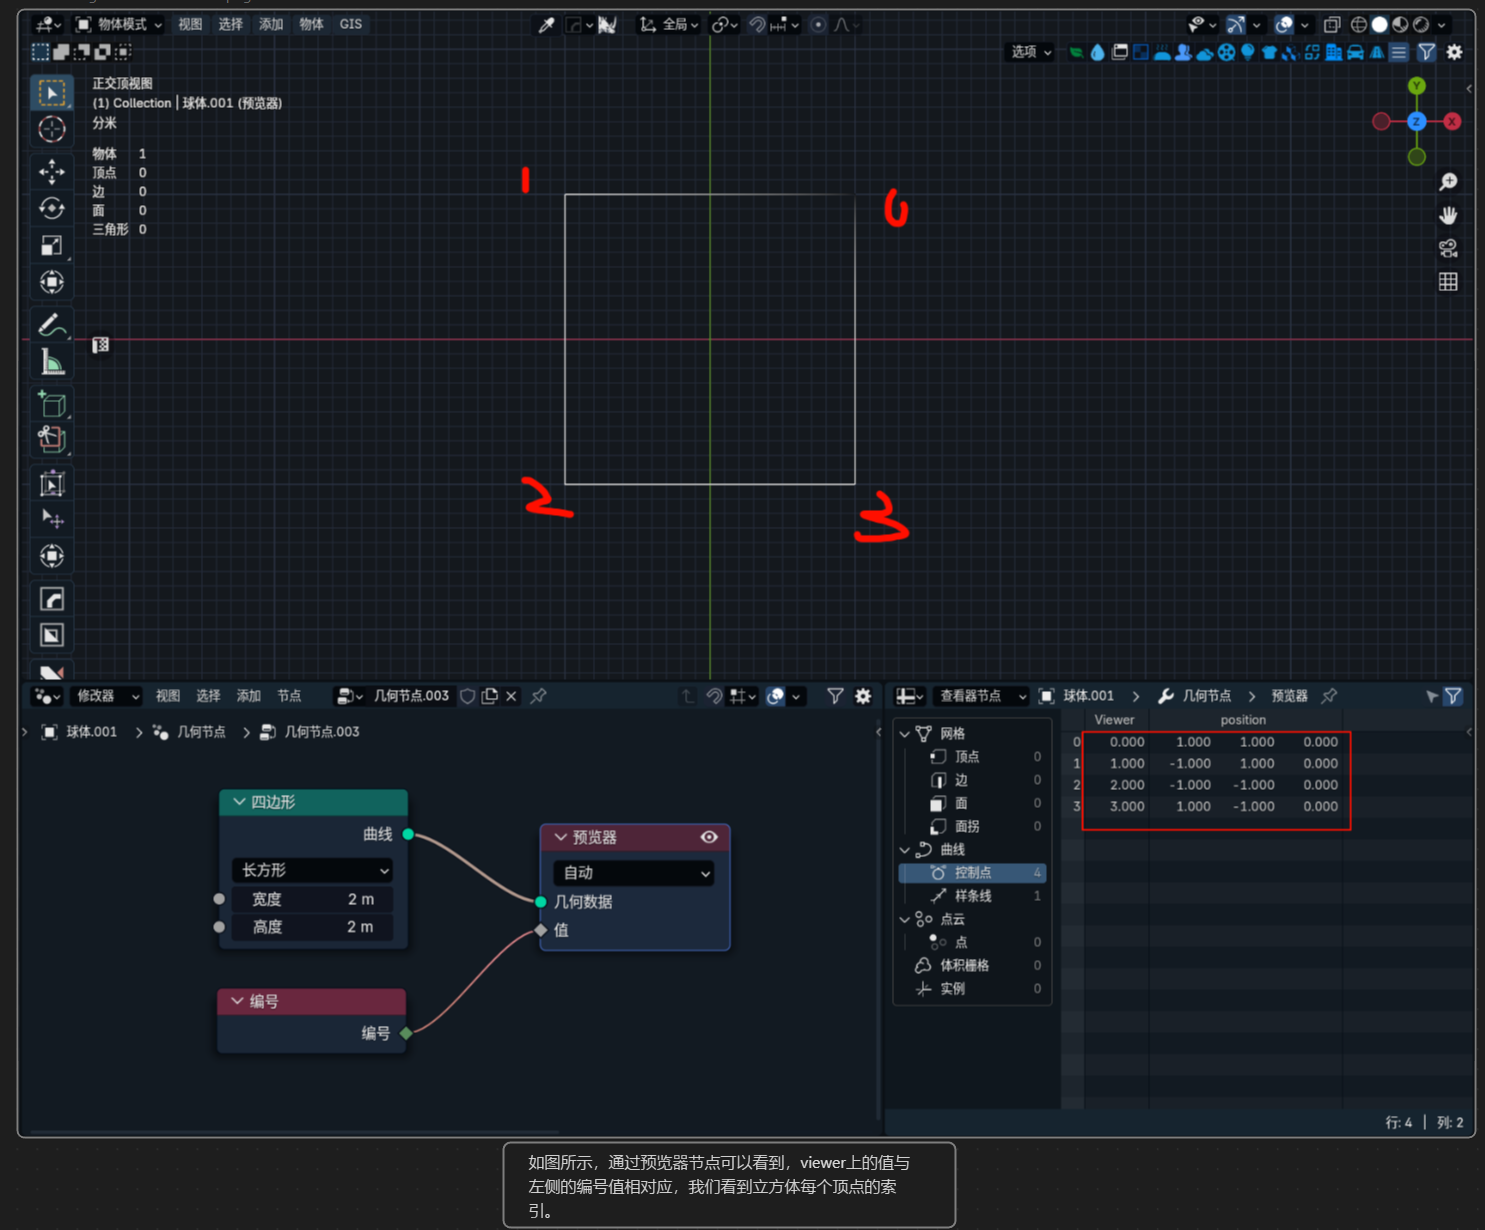 物体模式 视图 选择 添加 物体 GIS 全局
选项
正交顶视图
(1) Collection | 球体.001 (预览器)
分米
物体 1
顶点 0
边 0
面 0
三角形 0
Y
Z X
1
0
2
3
修改器 视图 选择 添加 节点 几何节点.003
球体.001 几何节点 几何节点.003
四边形
曲线
长方形
宽度 2 m
高度 2 m
编号
编号
预览器
自动
几何数据
值
查看器节点 球体.001 几何节点 预览器
网格
顶点 0
边 0
面 0
面拐 0
曲线
控制点 4
样条线 1
点云
点 0
体积栅格 0
实例 0
Viewer position
0 0.000 1.000 1.000 0.000
1 1.000 -1.000 1.000 0.000
2 2.000 -1.000 -1.000 0.000
3 3.000 1.000 -1.000 0.000
行: 4 | 列: 2
如图所示，通过预览器节点可以看到，viewer上的值与
左侧的编号值相对应，我们看到立方体每个顶点的索
引。